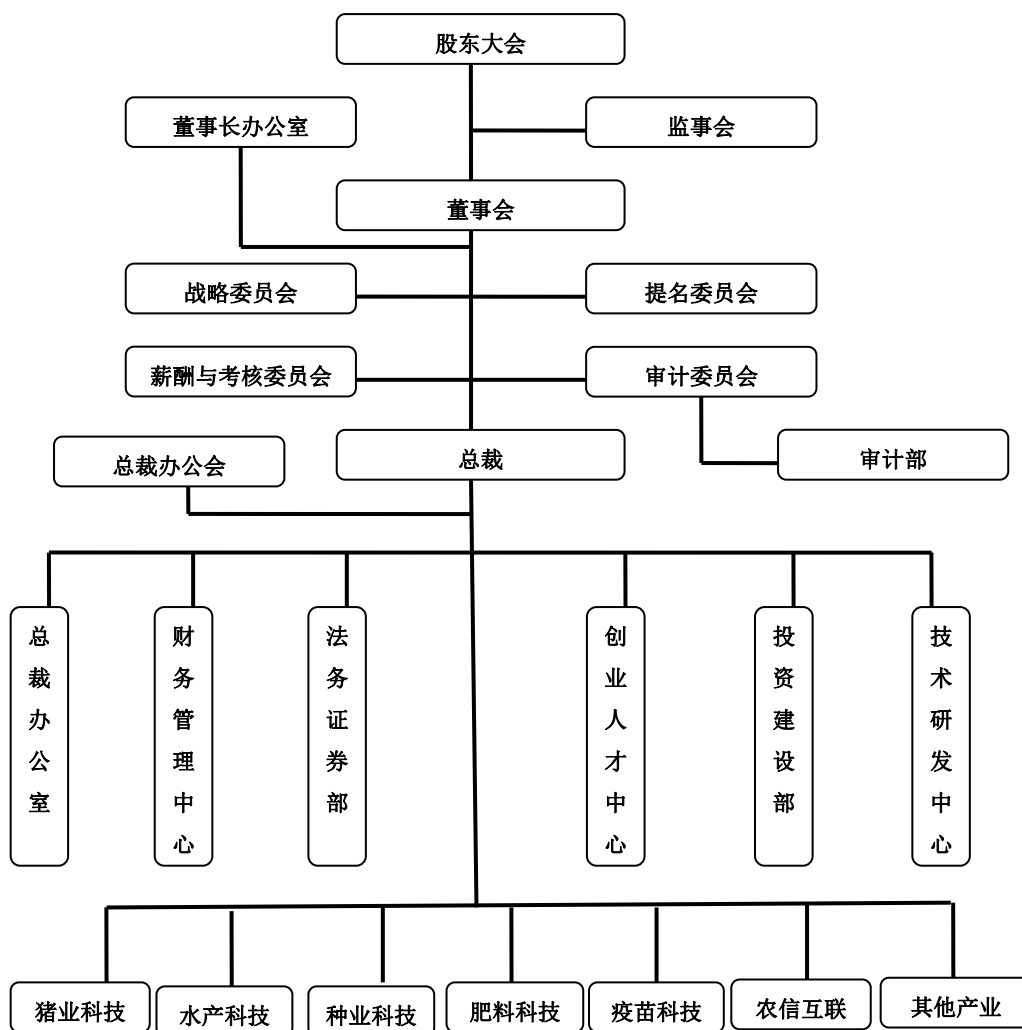 股东大会
董事长办公室
监事会
董事会
战略委员会
提名委员会
薪酬与考核委员会
审计委员会
总裁办公会
总裁
审计部
总裁办公室
财务管理中心
法务证券部
创业人才中心
投资建设部
技术研发中心
猪业科技
水产科技
种业科技
肥料科技
疫苗科技
农信互联
其他产业